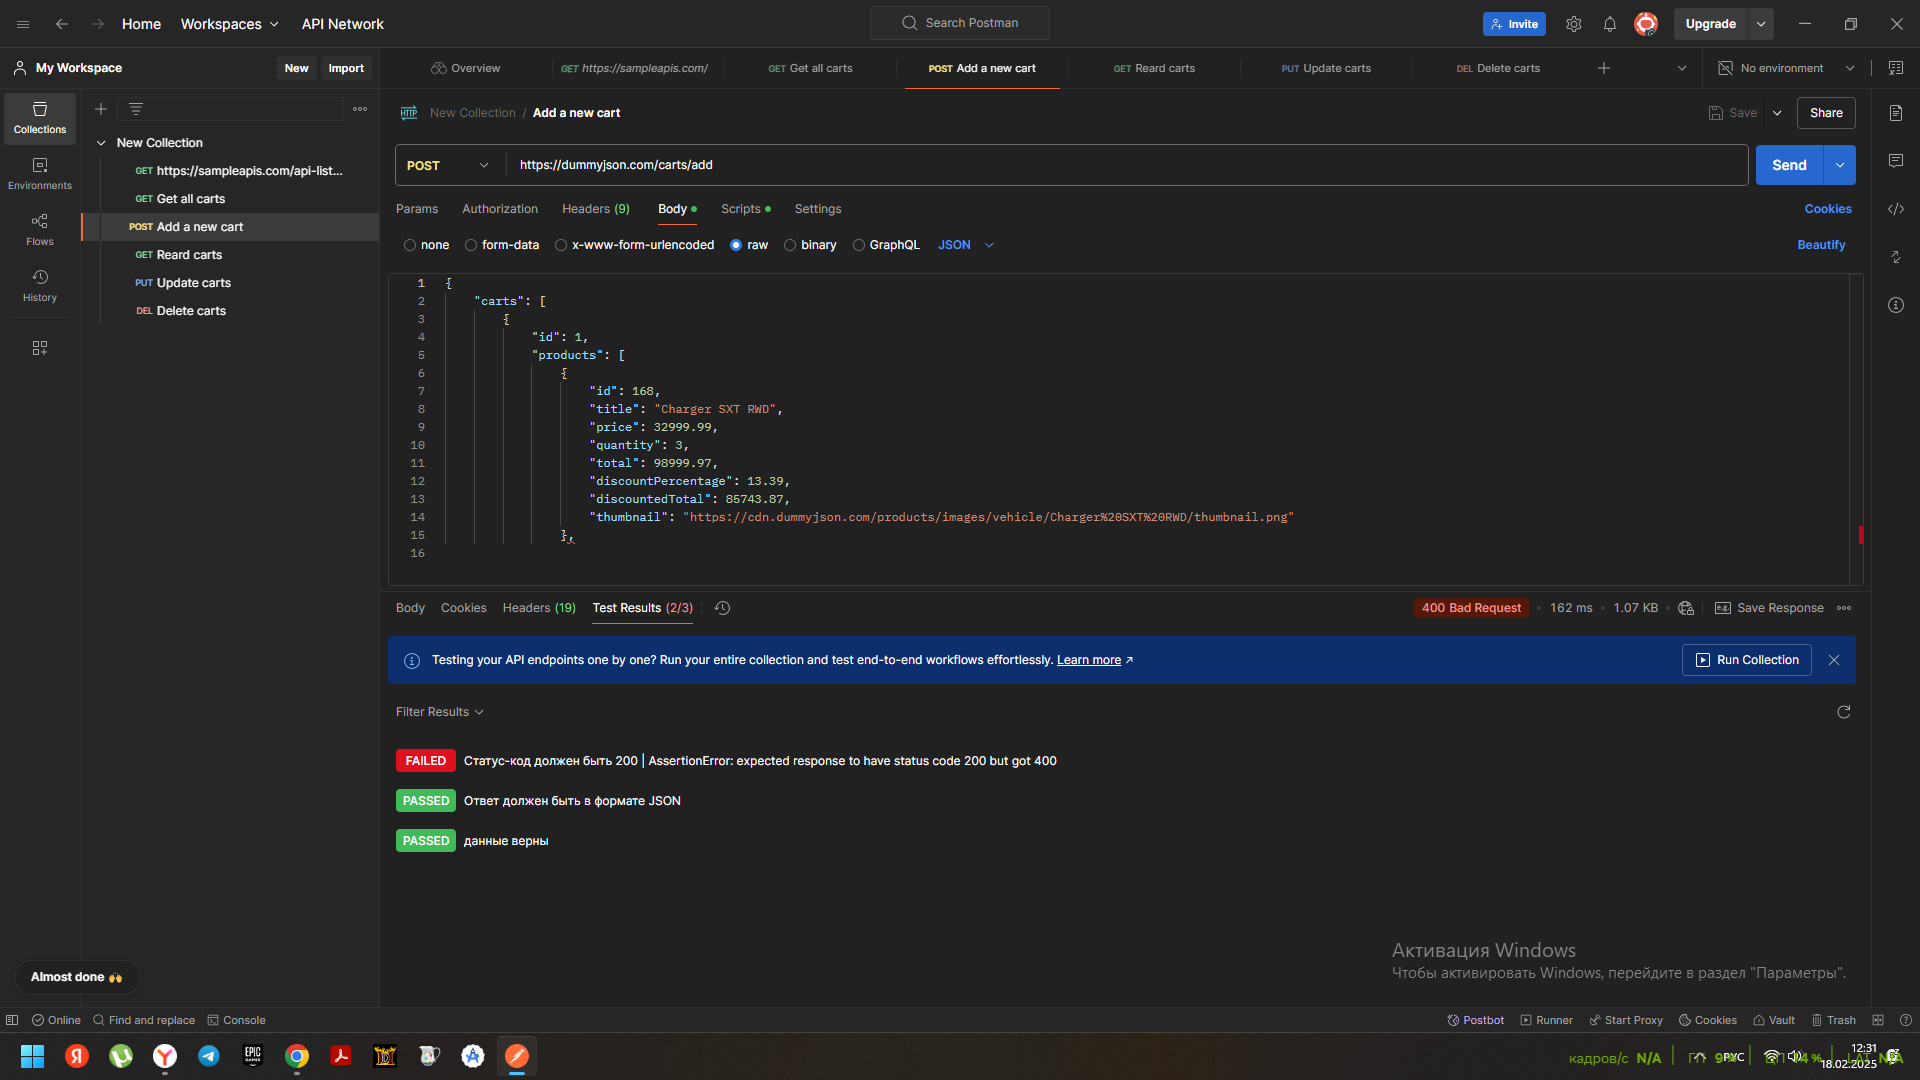 Home Workspaces API Network Search Postman Invite Upgrade
My Workspace New Import Overview GET https://sampleapis.com/ GET Get all carts POST Add a new cart GET Reard carts PUT Update carts DEL Delete carts No environment
Collections
Environments
Flows
History
New Collection
GET https://sampleapis.com/api-list...
GET Get all carts
POST Add a new cart
GET Reard carts
PUT Update carts
DEL Delete carts
HTTP New Collection / Add a new cart Save Share
POST https://dummyjson.com/carts/add Send
Params Authorization Headers (9) Body Scripts Settings Cookies
none form-data x-www-form-urlencoded raw binary GraphQL JSON Beautify
1 {
2 "carts": [
3 {
4 "id": 1,
5 "products": [
6 {
7 "id": 168,
8 "title": "Charger SXT RWD",
9 "price": 32999.99,
10 "quantity": 3,
11 "total": 98999.97,
12 "discountPercentage": 13.39,
13 "discountedTotal": 85743.87,
14 "thumbnail": "https://cdn.dummyjson.com/products/images/vehicle/Charger%20SXT%20RWD/thumbnail.png"
15 },
16
Body Cookies Headers (19) Test Results (2/3) 400 Bad Request 162 ms 1.07 KB e.g. Save Response
Testing your API endpoints one by one? Run your entire collection and test end-to-end workflows effortlessly. Learn more Run Collection
Filter Results
FAILED Статус-код должен быть 200 | AssertionError: expected response to have status code 200 but got 400
PASSED Ответ должен быть в формате JSON
PASSED данные верны
Активация Windows
Чтобы активировать Windows, перейдите в раздел "Параметры".
Almost done
Online Find and replace Console Postbot Runner Start Proxy Cookies Vault Trash
EPIC GAMES
кадров/с N/A РУС 12:31
18.02.2025